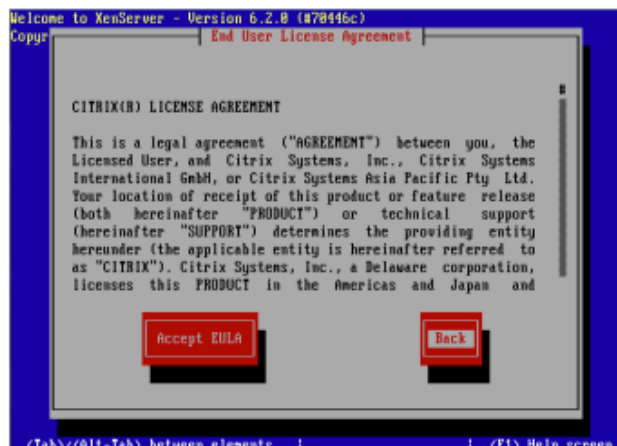 Welcome to XenServer - Version 6.2.0 (#70446c)
Copyr
End User License Agreement
CITRIX(R) LICENSE AGREEMENT
This is a legal agreement ("AGREEMENT") between you, the
Licensed User, and Citrix Systems, Inc., Citrix Systems
International GmbH, or Citrix Systems Asia Pacific Pty Ltd.
Your location of receipt of this product or feature release
(both hereinafter "PRODUCT") or technical support
(hereinafter "SUPPORT") determines the providing entity
hereunder (the applicable entity is hereinafter referred to
as "CITRIX"). Citrix Systems, Inc., a Delaware corporation,
licenses this PRODUCT in the Americas and Japan and
Accept EULA
Back
<Tab>/<Alt-Tab> between elements | | <F1> Help screen